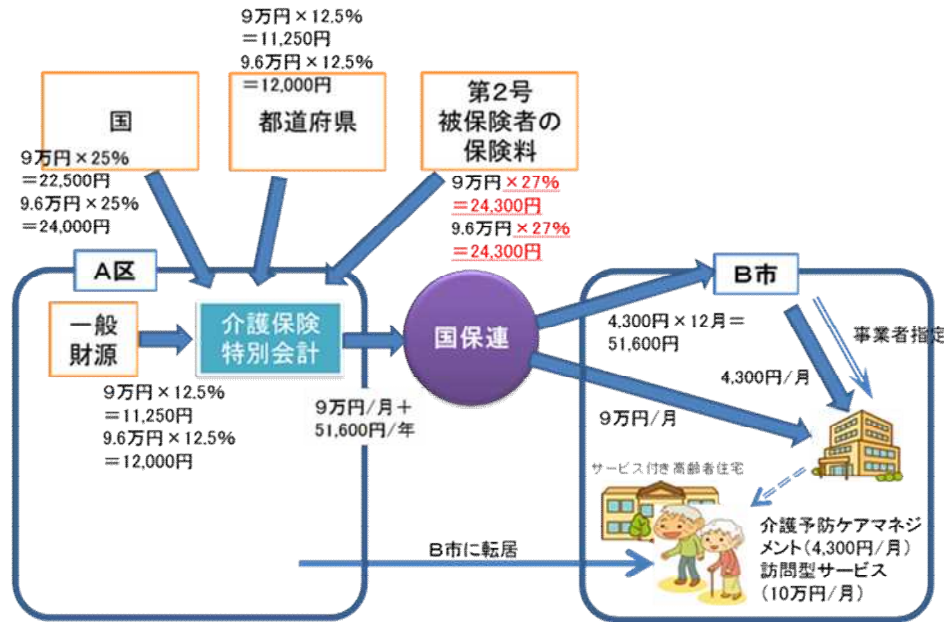 9万円×12.5%
=11,250円
9.6万円×12.5%
=12,000円
国
都道府県
第2号
被保険者の
保険料
9万円×25%
=22,500円
9.6万円×25%
=24,000円
9万円×27%
=24,300円
9.6万円×27%
=24,300円
A区
B市
一般
財源
介護保険
特別会計
国保連
4,300円×12月=
51,600円
事業者指定
4,300円/月
9万円×12.5%
=11,250円
9.6万円×12.5%
=12,000円
9万円/月+
51,600円/年
9万円/月
サービス付き高齢者住宅
B市に転居
介護予防ケアマネジ
メント(4,300円/月)
訪問型サービス
(10万円/月)